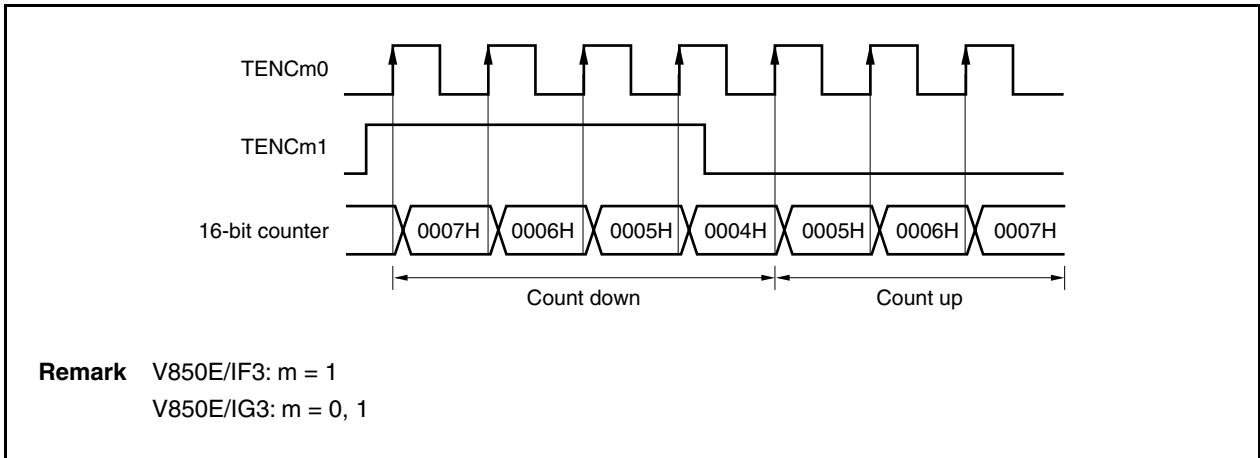 TENCm0
TENCm1
16-bit counter 0007H 0006H 0005H 0004H 0005H 0006H 0007H
Count down Count up
Remark V850E/IF3: m = 1
V850E/IG3: m = 0, 1